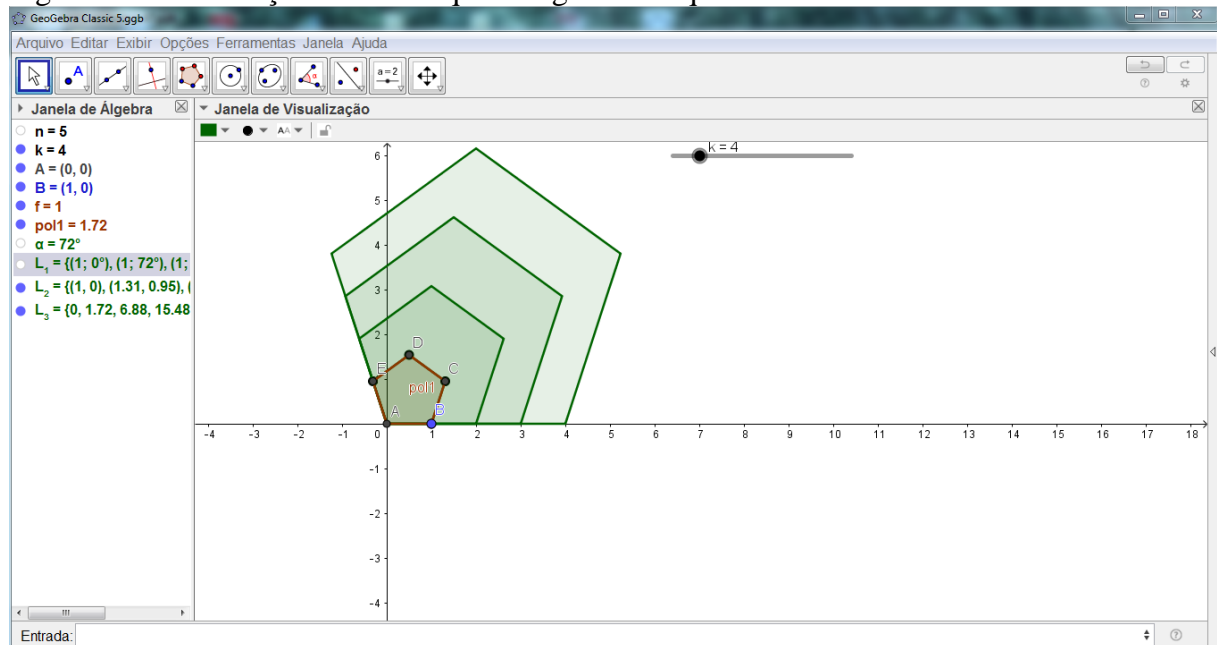 GeoGebra Classic 5.ggb
Arquivo Editar Exibir Opções Ferramentas Janela Ajuda
A
α
a = 2
Janela de Álgebra
Janela de Visualização
AA
n = 5
k = 4
A = (0, 0)
B = (1, 0)
f = 1
pol1 = 1.72
α = 72°
L₁ = {(1; 0°), (1; 72°), (1;
L₂ = {(1, 0), (1.31, 0.95), (
L₃ = {0, 1.72, 6.88, 15.48
k = 4
6
5
4
3
2
1
D
E
C
pol1
A
B
-4 -3 -2 -1 0 1 2 3 4 5 6 7 8 9 10 11 12 13 14 15 16 17 18
-1
-2
-3
-4
Entrada: